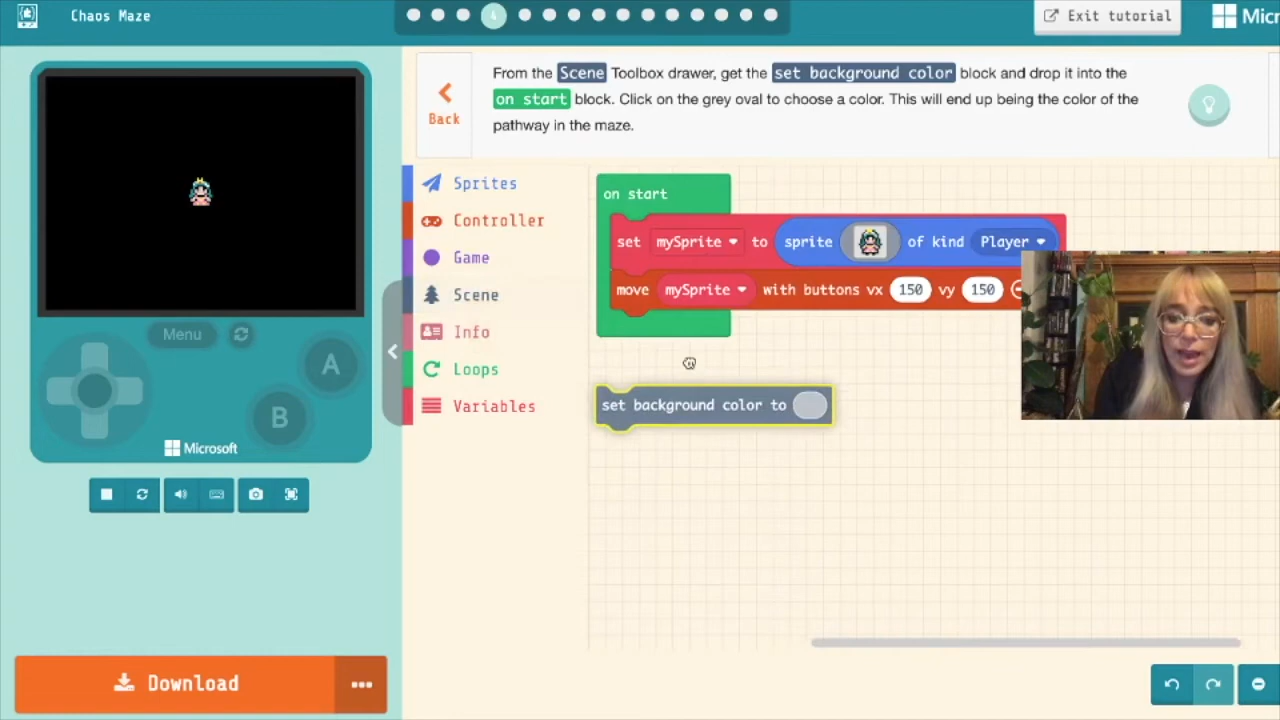 Chaos Maze
4
Exit tutorial
Micr
Back
From the Scene Toolbox drawer, get the set background color block and drop it into the
on start block. Click on the grey oval to choose a color. This will end up being the color of the
pathway in the maze.
Sprites
Controller
Game
Scene
Info
Loops
Variables
on start
set mySprite to sprite of kind Player
move mySprite with buttons vx 150 vy 150
set background color to
Menu
A
B
Microsoft
Download